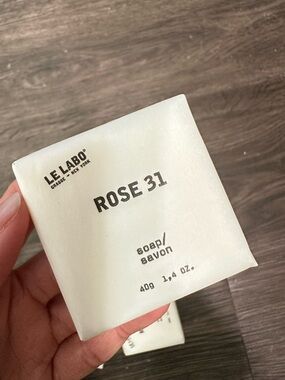 LE LABO®
GRASSE — NEW YORK
ROSE 31
soap/
savon
40g 1,4 OZ.